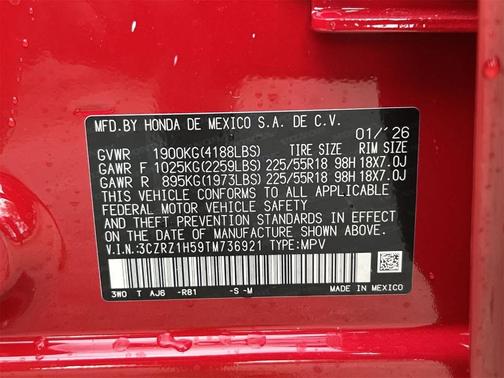 MFD.BY HONDA DE MEXICO S.A. DE C.V.
01/'26
GVWR 1900KG(4188LBS) TIRE SIZE RIM SIZE
GAWR F 1025KG(2259LBS) 225/55R18 98H 18X7.0J
GAWR R 895KG(1973LBS) 225/55R18 98H 18X7.0J
THIS VEHICLE CONFORMS TO ALL APPLICABLE
FEDERAL MOTOR VEHICLE SAFETY
AND THEFT PREVENTION STANDARDS IN EFFECT
ON THE DATE OF MANUFACTURE SHOWN ABOVE.
V.I.N.:3CZRZ1H59TM736921 TYPE:MPV
3W0 T AJ6 -R81 -S -M
MADE IN MEXICO